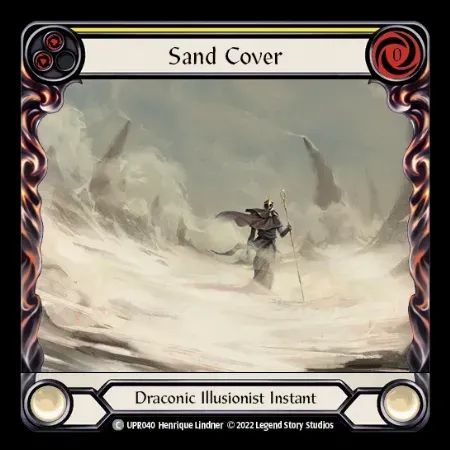 Sand Cover
0
Draconic Illusionist Instant
C UPR040 Henrique Lindner © 2022 Legend Story Studios